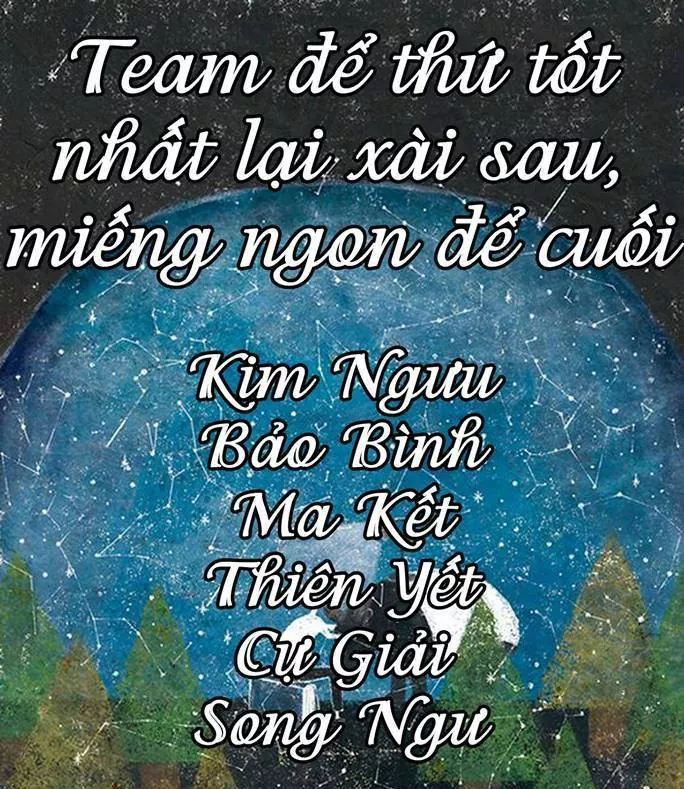 Team để thứ tốt
nhất lại xài sau,
miếng ngon để cuối
Kim Ngưu
Bảo Bình
Ma Kết
Thiên Yết
Cự Giải
Song Ngư